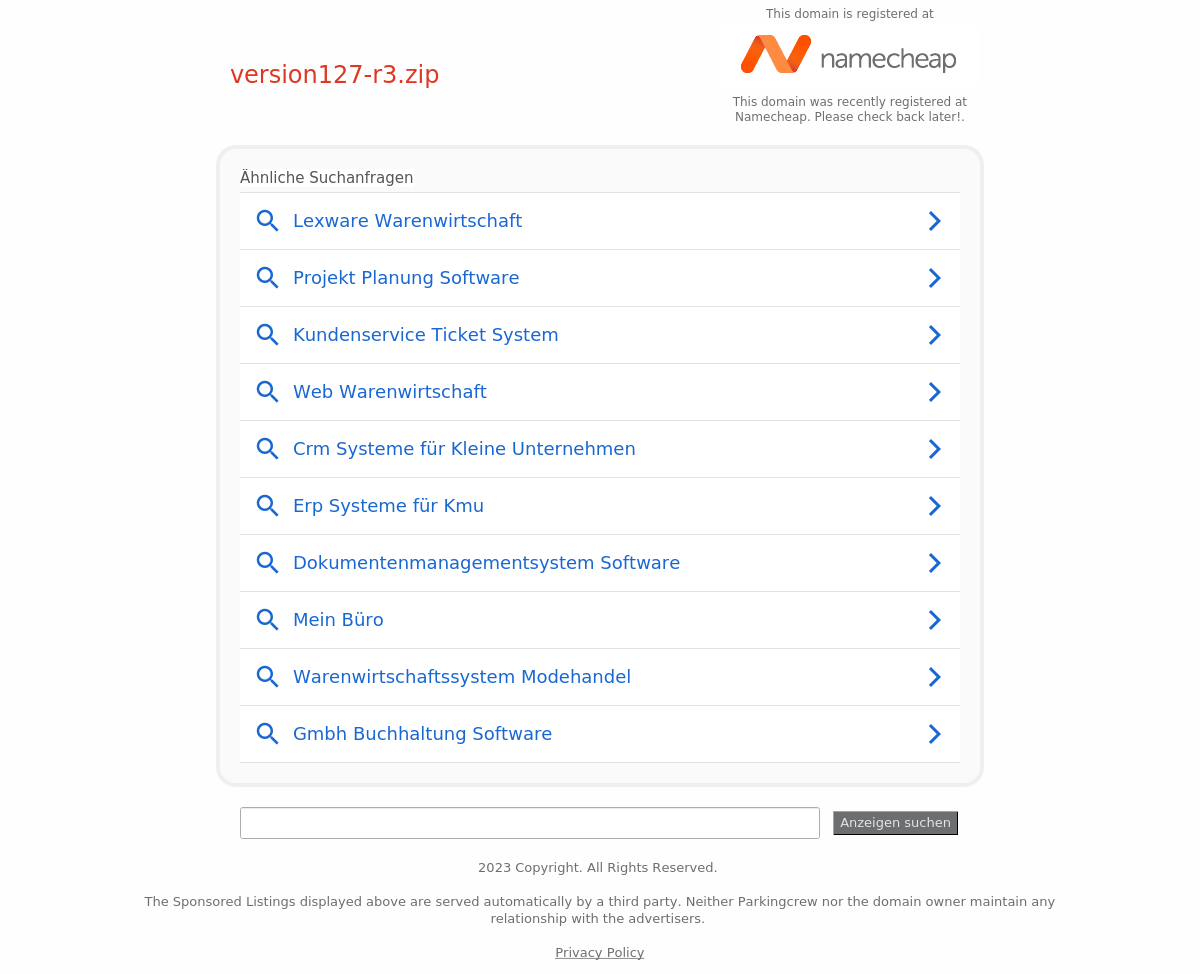 This domain is registered at
namecheap
version127-r3.zip
This domain was recently registered at
Namecheap. Please check back later!.
Ähnliche Suchanfragen
Lexware Warenwirtschaft
Projekt Planung Software
Kundenservice Ticket System
Web Warenwirtschaft
Crm Systeme für Kleine Unternehmen
Erp Systeme für Kmu
Dokumentenmanagementsystem Software
Mein Büro
Warenwirtschaftssystem Modehandel
Gmbh Buchhaltung Software
Anzeigen suchen
2023 Copyright. All Rights Reserved.
The Sponsored Listings displayed above are served automatically by a third party. Neither Parkingcrew nor the domain owner maintain any
relationship with the advertisers.
Privacy Policy